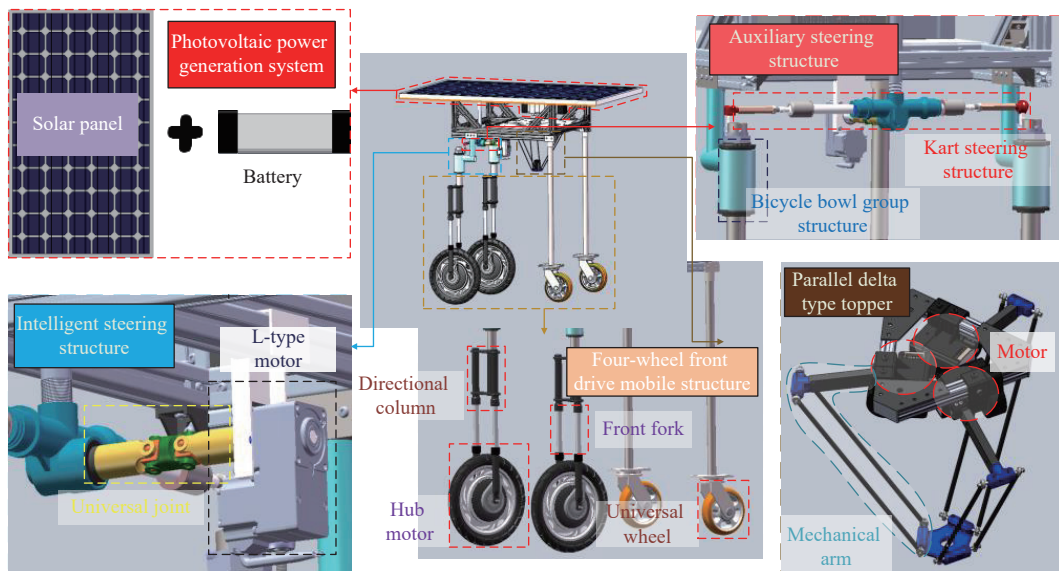 Photovoltaic power
generation system
Solar panel
Battery
Auxiliary steering
structure
Kart steering
structure
Bicycle bowl group
structure
Intelligent steering
structure
L-type
motor
Universal joint
Directional
column
Four-wheel front
drive mobile structure
Front fork
Hub
motor
Universal
wheel
Parallel delta
type topper
Motor
Mechanical
arm